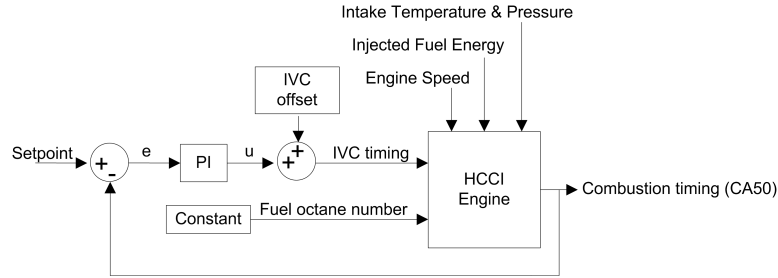 Intake Temperature & Pressure
Injected Fuel Energy
Engine Speed
IVC
offset
Setpoint
+
-
e
PI
u
+
+
IVC timing
HCCI
Engine
Combustion timing (CA50)
Constant
Fuel octane number